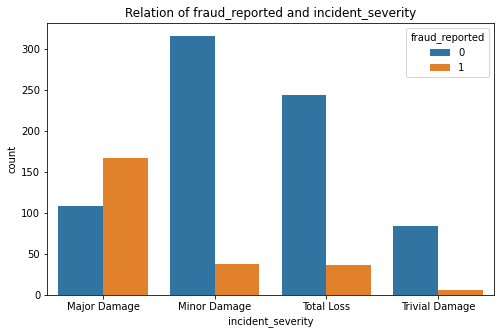 Relation of fraud_reported and incident_severity
fraud_reported
0
1
count
300
250
200
150
100
50
0
Major Damage
Minor Damage
Total Loss
Trivial Damage
incident_severity